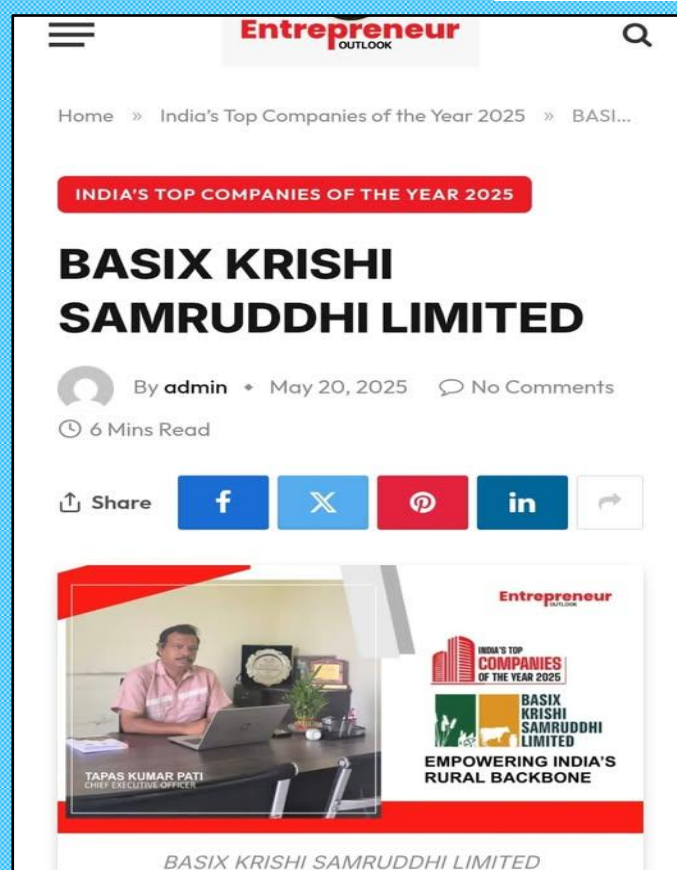 Entrepreneur
OUTLOOK
Home » India's Top Companies of the Year 2025 » BASI...
INDIA'S TOP COMPANIES OF THE YEAR 2025
BASIX KRISHI
SAMRUDDHI LIMITED
By admin • May 20, 2025 No Comments
6 Mins Read
Share f X in
Entrepreneur
OUTLOOK
INDIA'S TOP
COMPANIES
OF THE YEAR 2025
BASIX
KRISHI
SAMRUDDHI
LIMITED
EMPOWERING INDIA'S
RURAL BACKBONE
TAPAS KUMAR PATI
CHIEF EXECUTIVE OFFICER
BASIX KRISHI SAMRUDDHI LIMITED